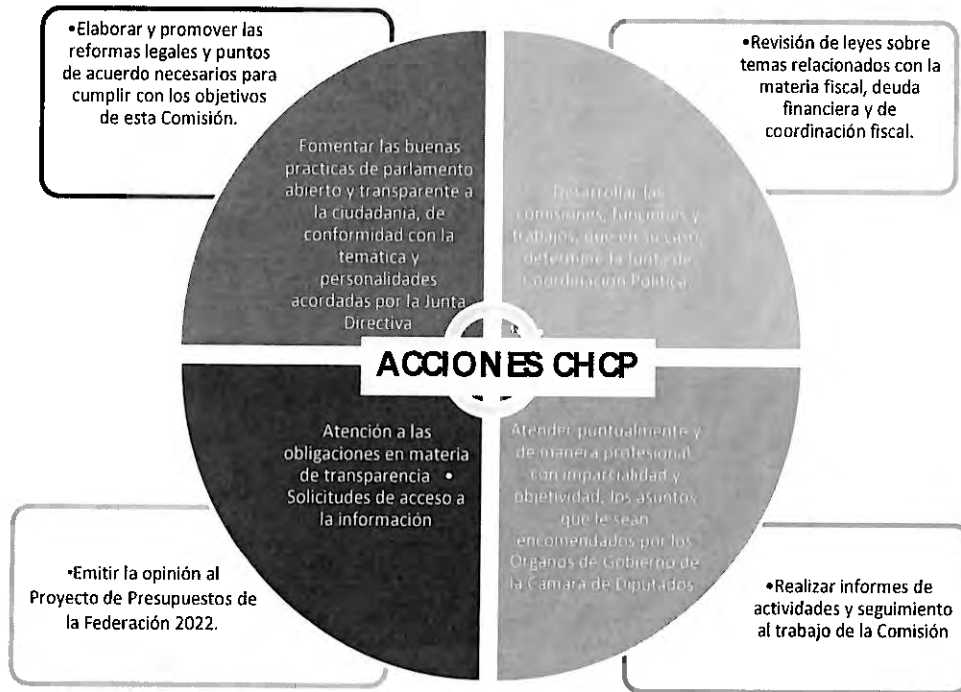 •Elaborar y promover las
reformas legales y puntos
de acuerdo necesarios para
cumplir con los objetivos
de esta Comisión.
•Revisión de leyes sobre
temas relacionados con la
materia fiscal, deuda
financiera y de
coordinación fiscal.
Fomentar las buenas
prácticas de parlamento
abierto y transparente a
la ciudadanía, de
conformidad con la
temática y
personalidades
acordadas por la Junta
Directiva
Desarrollar las
comisiones, funciones y
trabajos, que en su caso,
determine la Junta de
Coordinación Política
ACCIONES CHCP
Atención a las
obligaciones en materia
de transparencia •
Solicitudes de acceso a
la información
Atender puntualmente y
de manera profesional,
con imparcialidad y
objetividad, los asuntos
que le sean
encomendados por los
Órganos de Gobierno de
la Cámara de Diputados.
•Emitir la opinión al
Proyecto de Presupuestos de
la Federación 2022.
•Realizar informes de
actividades y seguimiento
al trabajo de la Comisión